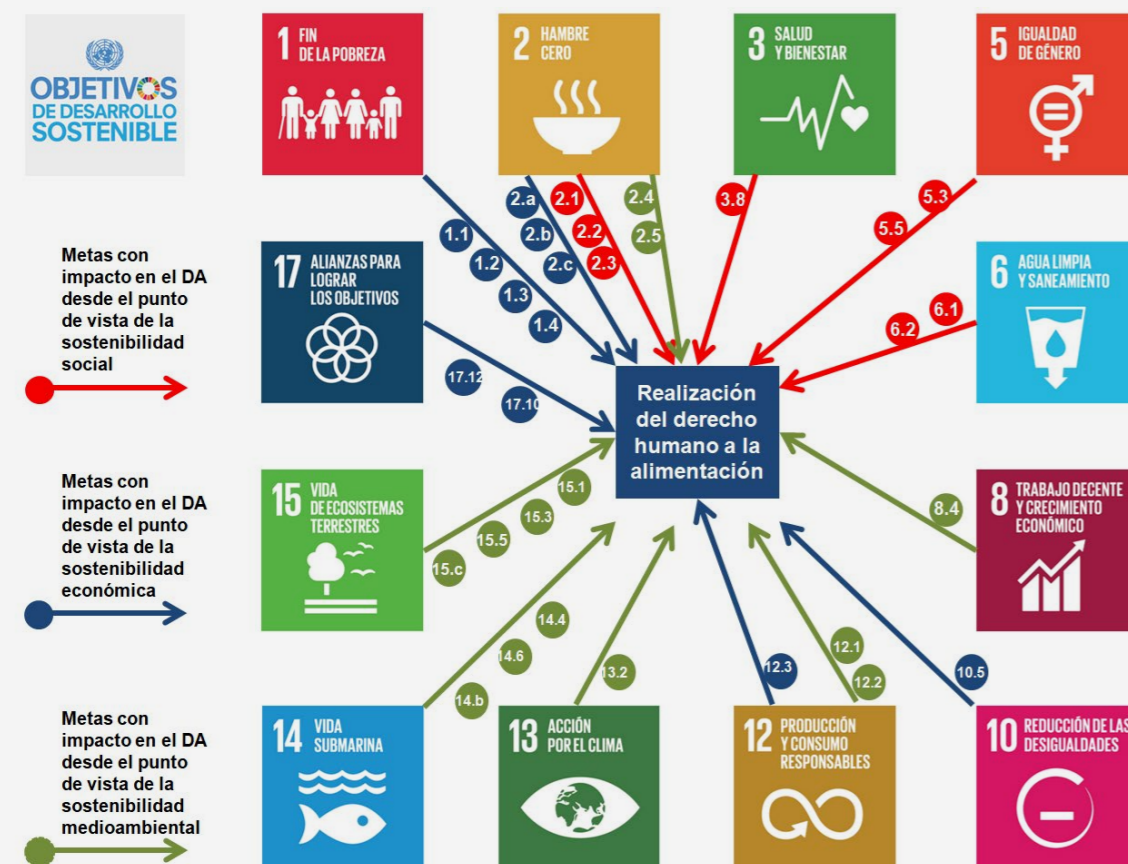 OBJETIVOS
DE DESARROLLO
SOSTENIBLE
1 FIN
DE LA POBREZA
2 HAMBRE
CERO
3 SALUD
Y BIENESTAR
5 IGUALDAD
DE GÉNERO
2.a
2.1
2.4
3.8
5.3
1.1
2.b
2.2
2.5
5.5
1.2
2.c
2.3
1.3
1.4
6.1
6.2
Metas con
impacto en el DA
desde el punto
de vista de la
sostenibilidad
social
17 ALIANZAS PARA
LOGRAR
LOS OBJETIVOS
6 AGUA LIMPIA
Y SANEAMIENTO
17.12
17.10
Realización
del derecho
humano a la
alimentación
Metas con
impacto en el DA
desde el punto
de vista de la
sostenibilidad
económica
15 VIDA
DE ECOSISTEMAS
TERRESTRES
15.1
15.3
15.5
15.c
8.4
8 TRABAJO DECENTE
Y CRECIMIENTO
ECONÓMICO
14.4
14.6
14.b
13.2
12.3
12.1
12.2
10.5
Metas con
impacto en el DA
desde el punto
de vista de la
sostenibilidad
medioambiental
14 VIDA
SUBMARINA
13 ACCIÓN
POR EL CLIMA
12 PRODUCCIÓN
Y CONSUMO
RESPONSABLES
10 REDUCCIÓN DE LAS
DESIGUALDADES